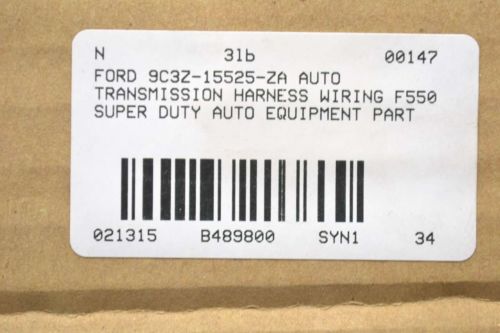 N 3lb 00147
FORD 9C3Z-15525-ZA AUTO
TRANSMISSION HARNESS WIRING F550
SUPER DUTY AUTO EQUIPMENT PART
021315 B489800 SYN1 34